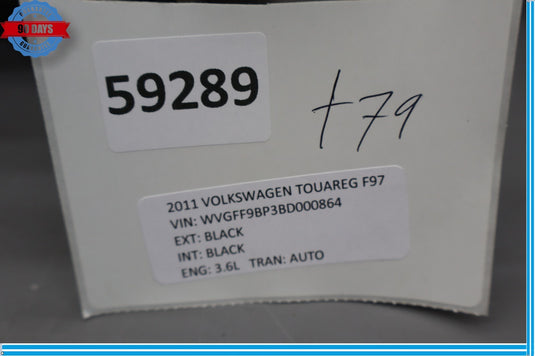 90 DAYS
59289
+79
2011 VOLKSWAGEN TOUAREG F97
VIN: WVGFF9BP3BD000864
EXT: BLACK
INT: BLACK
ENG: 3.6L TRAN: AUTO